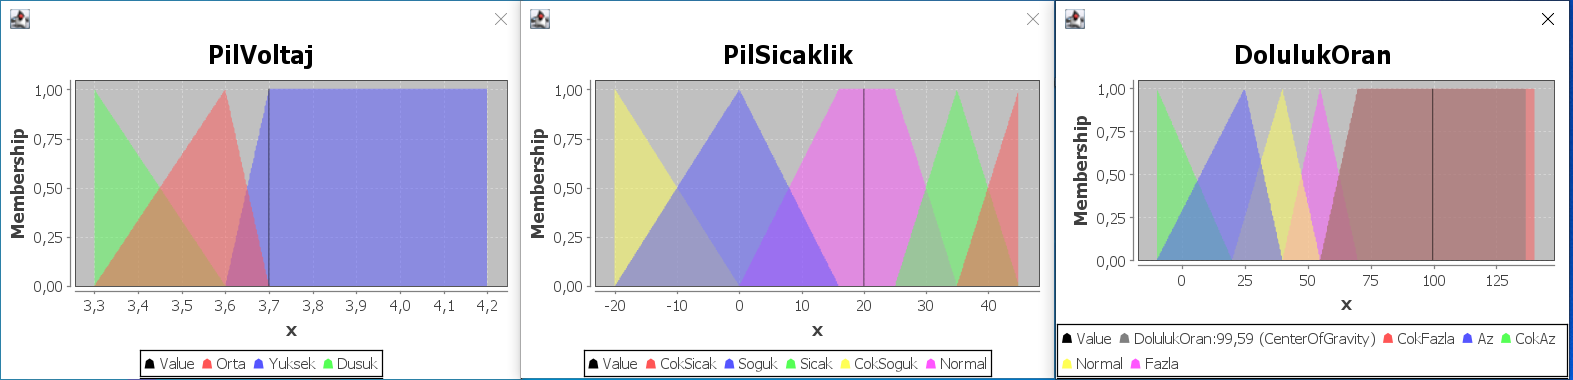 PilVoltaj
1,00
0,75
0,50
0,25
0,00
Membership
3,3 3,4 3,5 3,6 3,7 3,8 3,9 4,0 4,1 4,2
x
Value Orta Yuksek Dusuk
PilSicaklik
1,00
0,75
0,50
0,25
0,00
Membership
-20 -10 0 10 20 30 40
x
Value CokSicak Soguk Sicak CokSoguk Normal
DolulukOran
1,00
0,75
0,50
0,25
0,00
Membership
0 25 50 75 100 125
x
Value DolulukOran:99,59 (CenterOfGravity) CokFazla Az CokAz
Normal Fazla